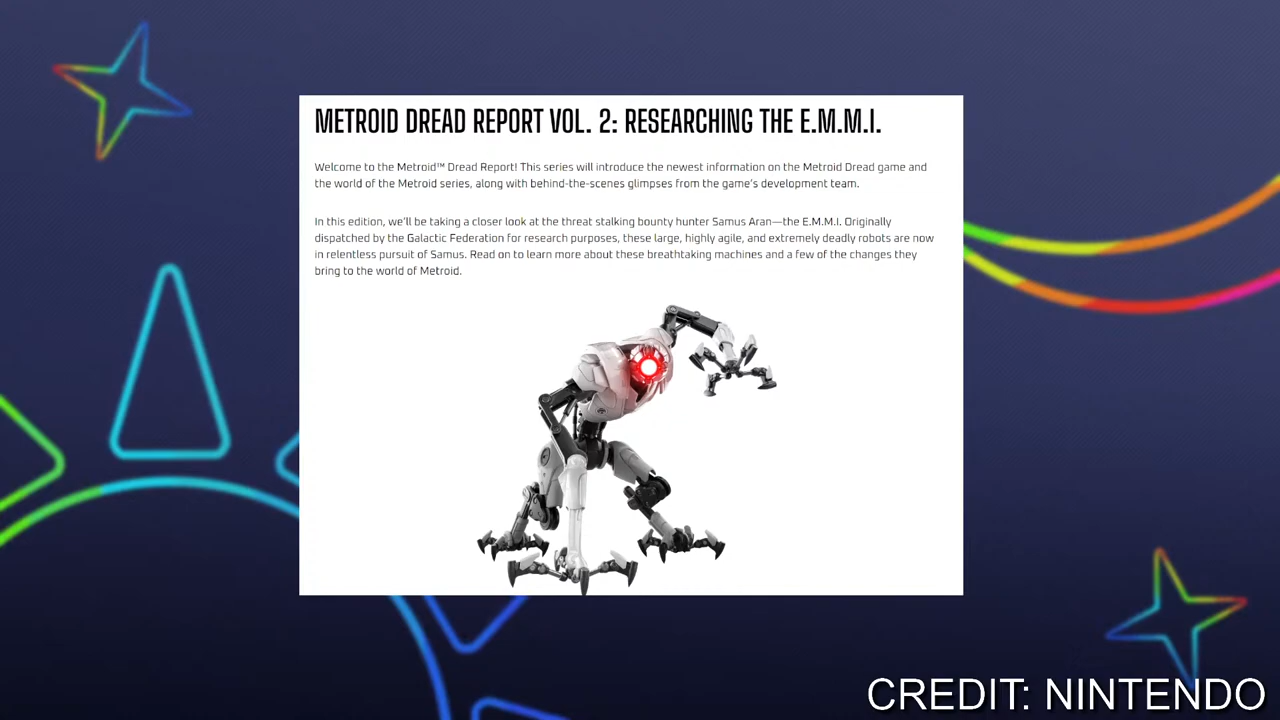 METROID DREAD REPORT VOL. 2: RESEARCHING THE E.M.M.I.
Welcome to the Metroid™ Dread Report! This series will introduce the newest information on the Metroid Dread game and
the world of the Metroid series, along with behind-the-scenes glimpses from the game's development team.
In this edition, we'll be taking a closer look at the threat stalking bounty hunter Samus Aran—the E.M.M.I. Originally
dispatched by the Galactic Federation for research purposes, these large, highly agile, and extremely deadly robots are now
in relentless pursuit of Samus. Read on to learn more about these breathtaking machines and a few of the changes they
bring to the world of Metroid.
CREDIT: NINTENDO